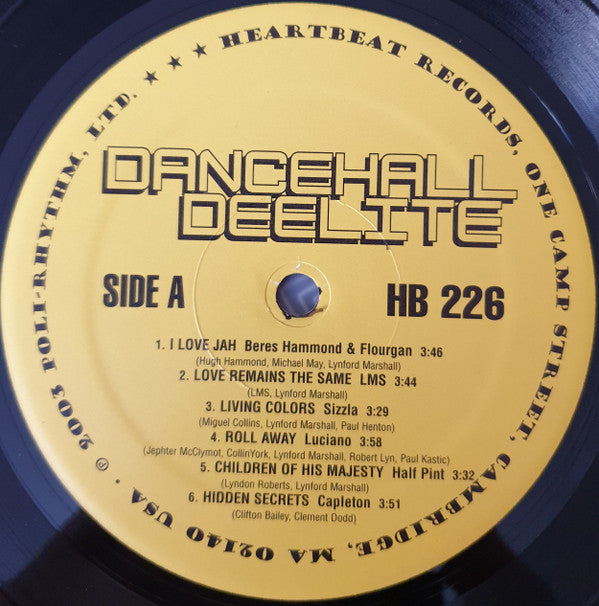 ★ ★ ★ HEARTBEAT RECORDS, ONE CAMP STREET, CAMBRIDGE, MA 02140 USA · ℗ 2003 POLI-RHYTHM, LTD.
DANCEHALL
DEELITE
SIDE A
HB 226
1. I LOVE JAH Beres Hammond & Flourgan 3:46
(Hugh Hammond, Michael May, Lynford Marshall)
2. LOVE REMAINS THE SAME LMS 3:44
(LMS, Lynford Marshall)
3. LIVING COLORS Sizzla 3:29
(Miguel Collins, Lynford Marshall, Paul Henton)
4. ROLL AWAY Luciano 3:58
(Jephter McClymot, CollinYork, Lynford Marshall, Robert Lyn, Paul Kastic)
5. CHILDREN OF HIS MAJESTY Half Pint 3:32
(Lyndon Roberts, Lynford Marshall)
6. HIDDEN SECRETS Capleton 3:51
(Clifton Bailey, Clement Dodd)